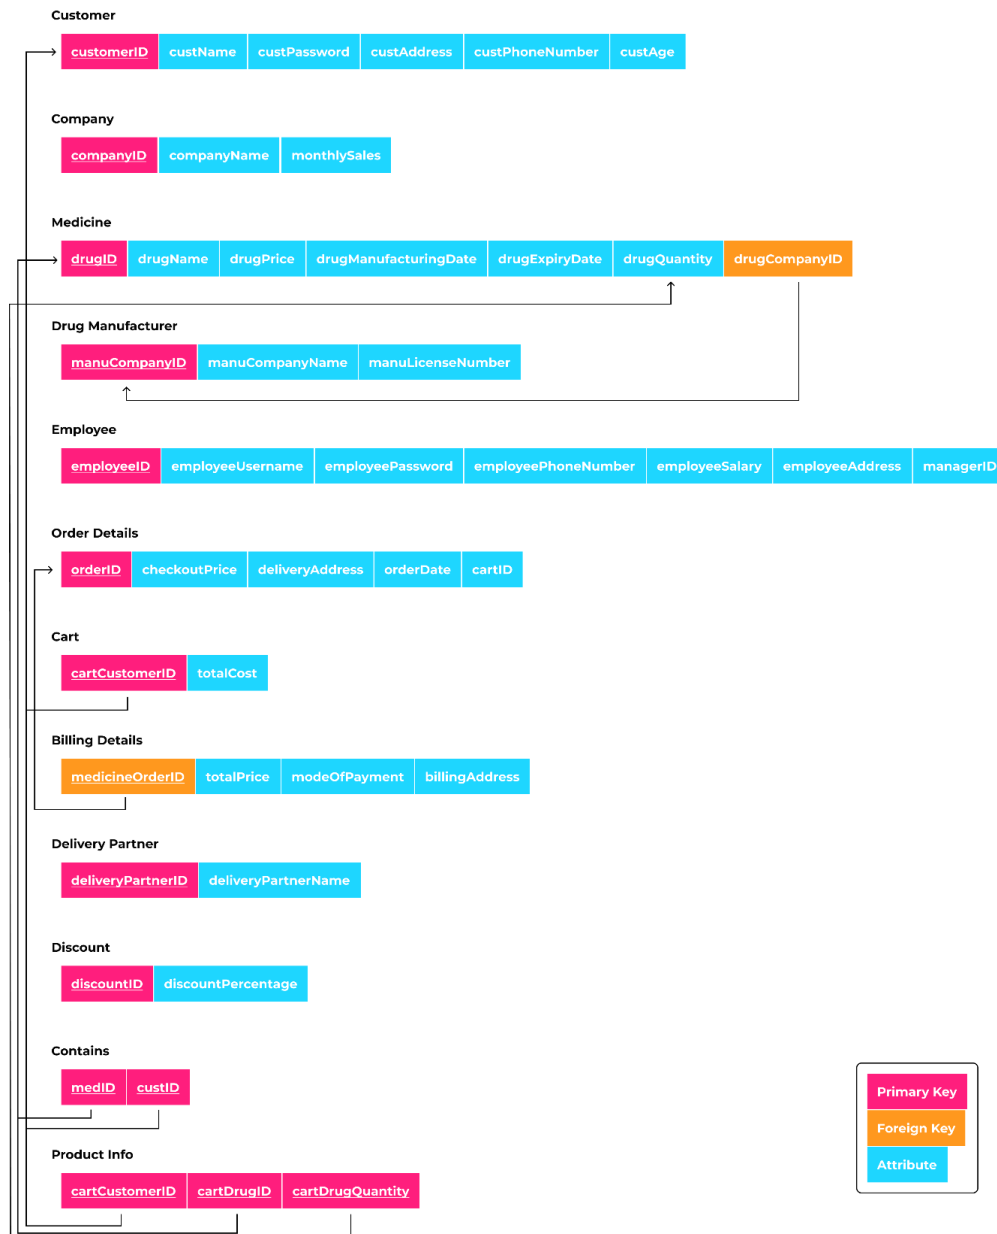 Customer
customerID custName custPassword custAddress custPhoneNumber custAge
Company
companyID companyName monthlySales
Medicine
drugID drugName drugPrice drugManufacturingDate drugExpiryDate drugQuantity drugCompanyID
Drug Manufacturer
manuCompanyID manuCompanyName manuLicenseNumber
Employee
employeeID employeeUsername employeePassword employeePhoneNumber employeeSalary employeeAddress managerID
Order Details
orderID checkoutPrice deliveryAddress orderDate cartID
Cart
cartCustomerID totalCost
Billing Details
medicineOrderID totalPrice modeOfPayment billingAddress
Delivery Partner
deliveryPartnerID deliveryPartnerName
Discount
discountID discountPercentage
Contains
medID custID
Product Info
cartCustomerID cartDrugID cartDrugQuantity
Primary Key
Foreign Key
Attribute